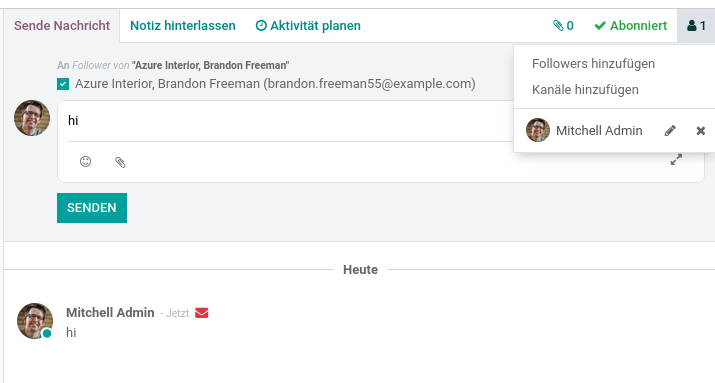 Sende Nachricht Notiz hinterlassen Aktivität planen 0 Abonniert 1
Followers hinzufügen
Kanäle hinzufügen
Mitchell Admin
An Follower von "Azure Interior, Brandon Freeman"
Azure Interior, Brandon Freeman (brandon.freeman55@example.com)
hi
SENDEN
Heute
Mitchell Admin - Jetzt
hi